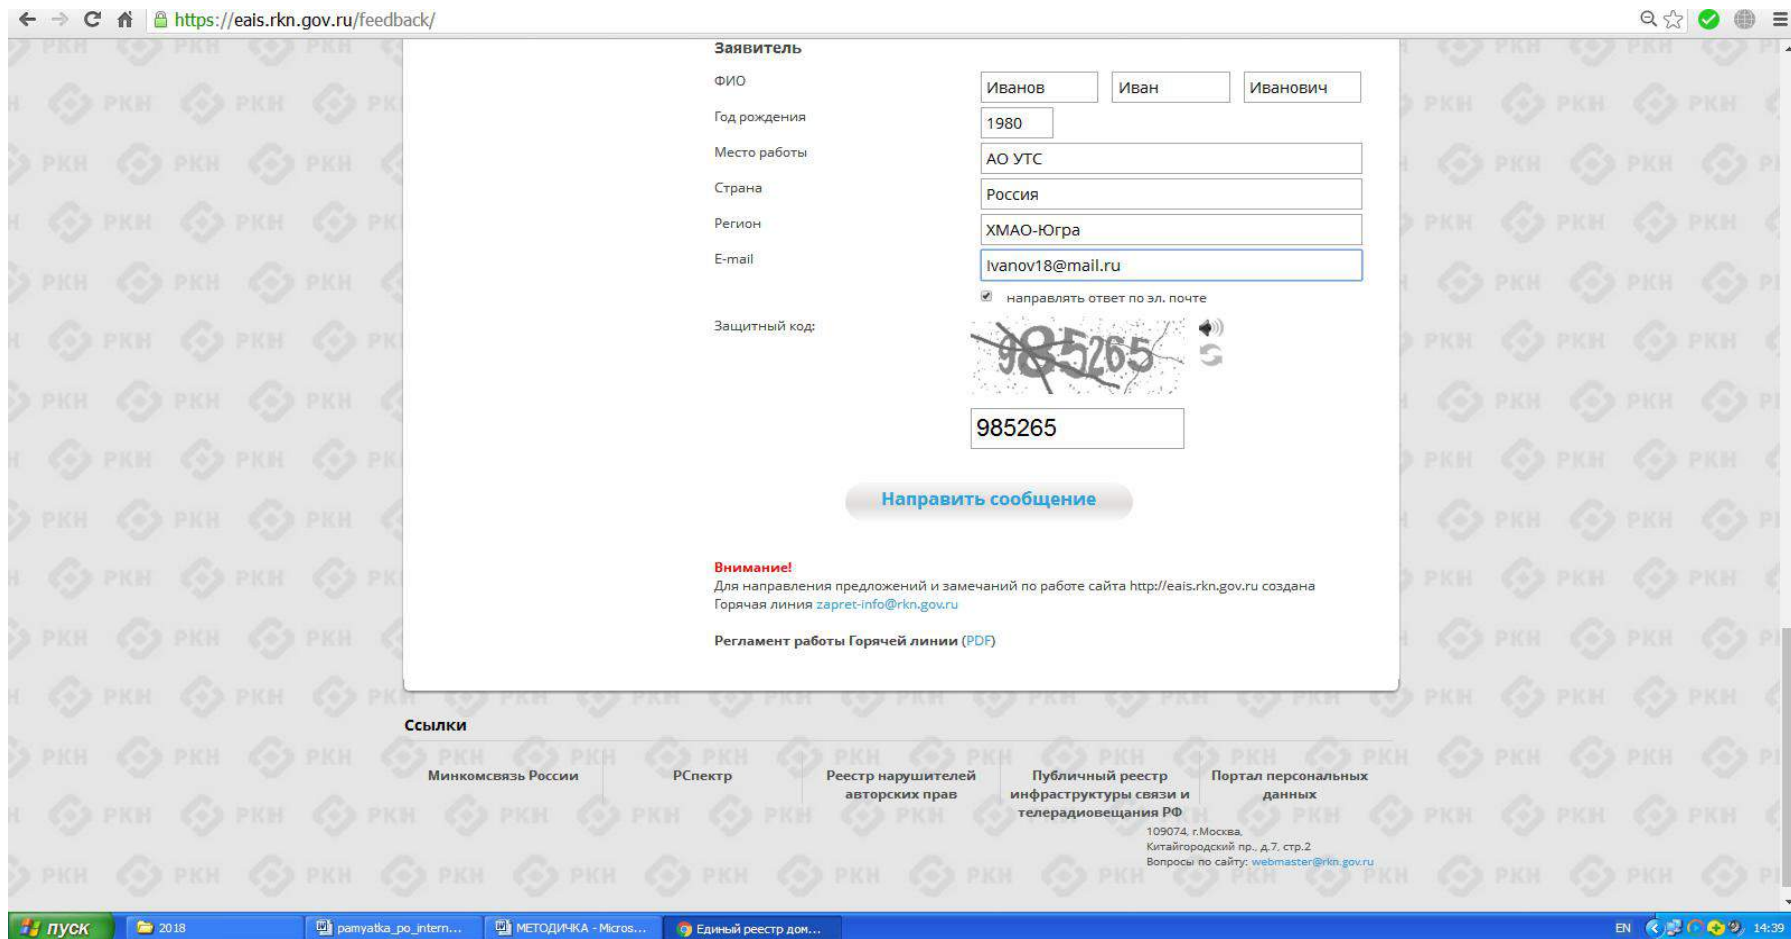 https://eais.rkn.gov.ru/feedback/
Заявитель
ФИО Иванов Иван Иванович
Год рождения 1980
Место работы АО УТС
Страна Россия
Регион ХМАО-Югра
E-mail Ivanov18@mail.ru
направлять ответ по эл. почте
Защитный код: 985265
985265
Направить сообщение
Внимание!
Для направления предложений и замечаний по работе сайта http://eais.rkn.gov.ru создана
Горячая линия zapret-info@rkn.gov.ru
Регламент работы Горячей линии (PDF)
Ссылки
Минкомсвязь России
РСпектр
Реестр нарушителей
авторских прав
Публичный реестр
инфраструктуры связи и
телерадиовещания РФ
Портал персональных
данных
109074, г.Москва,
Китайгородский пр., д.7, стр.2
Вопросы по сайту: webmaster@rkn.gov.ru
РКН
пуск 2018 pamyatka_po_intern... МЕТОДИЧКА - Micros... Единый реестр дом... EN 14:39